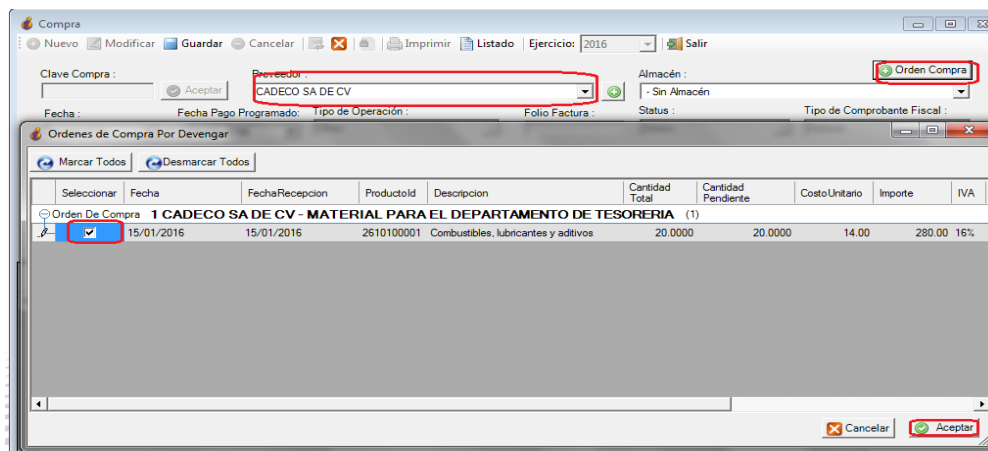 Compra
Nuevo Modificar Guardar Cancelar Imprimir Listado Ejercicio: 2016 Salir
Clave Compra : Proveedor : Almacén : Orden Compra
Aceptar CADECO SA DE CV - Sin Almacén
Fecha : Fecha Pago Programado: Tipo de Operación : Folio Factura : Status : Tipo de Comprobante Fiscal :
Ordenes de Compra Por Devengar
Marcar Todos Desmarcar Todos
Seleccionar Fecha FechaRecepcion ProductoId Descripcion Cantidad Total Cantidad Pendiente CostoUnitario Importe IVA
Orden De Compra 1 CADECO SA DE CV - MATERIAL PARA EL DEPARTAMENTO DE TESORERIA (1)
15/01/2016 15/01/2016 2610100001 Combustibles, lubricantes y aditivos 20.0000 20.0000 14.00 280.00 16%
Cancelar Aceptar